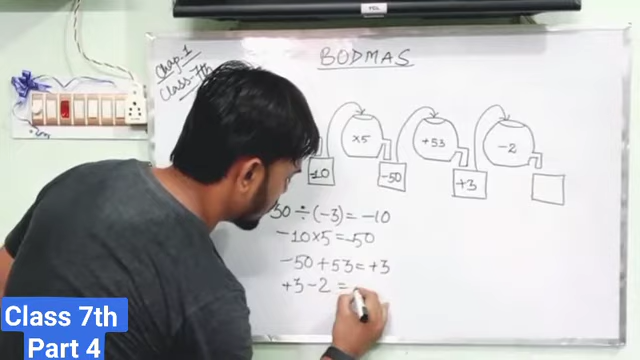 Chap. 1
Class-7th
BODMAS
×5
+53
-2
-10
-50
+3
30 ÷ (-3) = -10
-10×5 = -50
-50 + 53 = +3
+3 - 2 =
Class 7th
Part 4